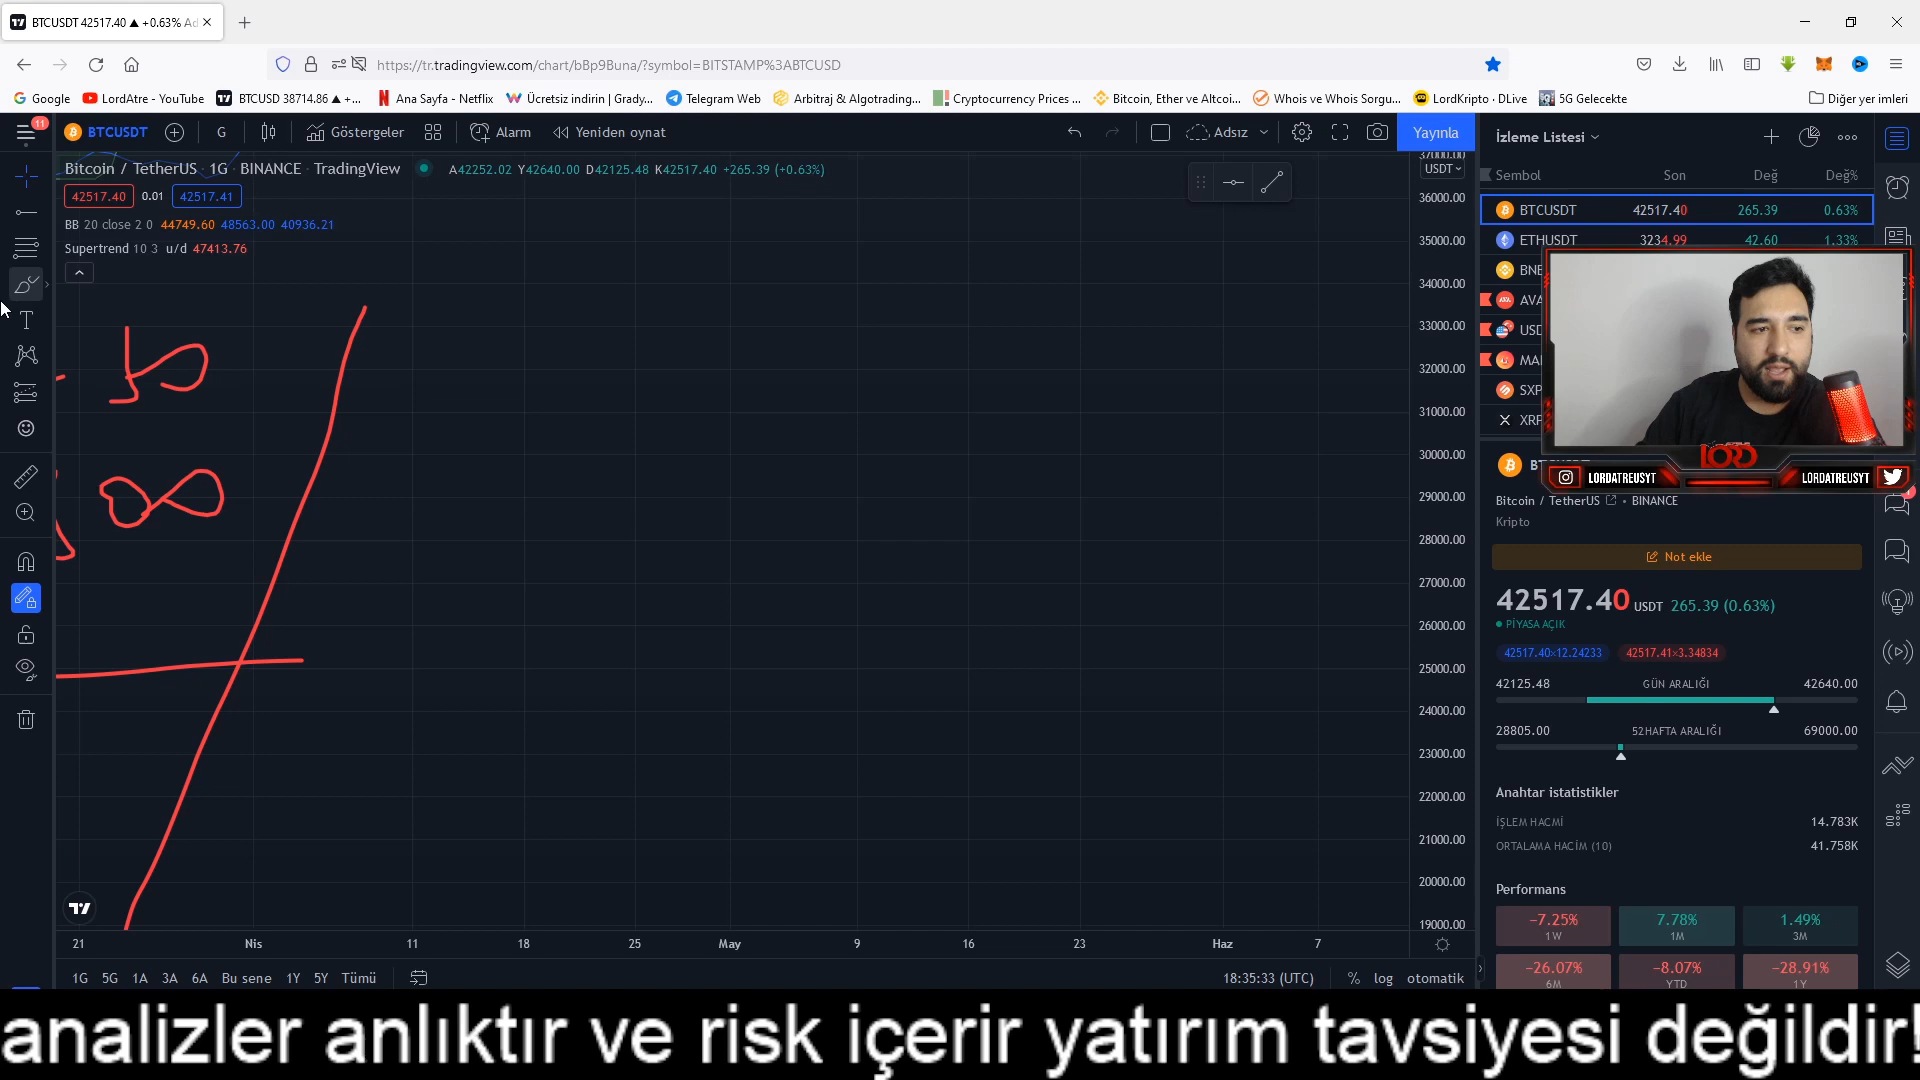 BTCUSDT 42517.40 ▲ +0.63% Ad
https://tr.tradingview.com/chart/bBp9Buna/?symbol=BITSTAMP%3ABTCUSD
Google LordAtre - YouTube BTCUSD 38714.86 ▲ +... Ana Sayfa - Netflix Ücretsiz indirin | Grady... Telegram Web Arbitraj & Algotrading... Cryptocurrency Prices ... Bitcoin, Ether ve Altcoi... Whois ve Whois Sorgu... LordKripto · DLive 5G Gelecekte Diğer yer imleri
11
BTCUSDT G Göstergeler Alarm Yeniden oynat Adsız Yayınla
Bitcoin / TetherUS · 1G · BINANCE · TradingView A42252.02 Y42640.00 D42125.48 K42517.40 +265.39 (+0.63%)
42517.40 0.01 42517.41
BB 20 close 2 0 44749.60 48563.00 40936.21
Supertrend 10 3 u/d 47413.76
37000.00
USDT
36000.00
35000.00
34000.00
33000.00
32000.00
31000.00
30000.00
29000.00
28000.00
27000.00
26000.00
25000.00
24000.00
23000.00
22000.00
21000.00
20000.00
19000.00
21 Nis 11 18 25 May 9 16 23 Haz 7
1G 5G 1A 3A 6A Bu sene 1Y 5Y Tümü 18:35:33 (UTC) % log otomatik
İzleme Listesi
Sembol Son Değ Değ%
BTCUSDT 42517.40 265.39 0.63%
ETHUSDT 3234.99 42.60 1.33%
BNE
AVA
USD
MA
SXP
XRF
LORD
LORDATREUSYT LORDATREUSYT
Bitcoin / TetherUS · BINANCE
Kripto
Not ekle
42517.40 USDT 265.39 (0.63%)
PİYASA AÇIK
42517.40×12.24233 42517.41×3.34834
42125.48 GÜN ARALIĞI 42640.00
28805.00 52HAFTA ARALIĞI 69000.00
Anahtar istatistikler
İŞLEM HACMİ 14.783K
ORTALAMA HACİM (10) 41.758K
Performans
−7.25% 7.78% 1.49%
1W 1M 3M
−26.07% −8.07% −28.91%
6M YTD 1Y
analizler anlıktır ve risk içerir yatırım tavsiyesi değildir!